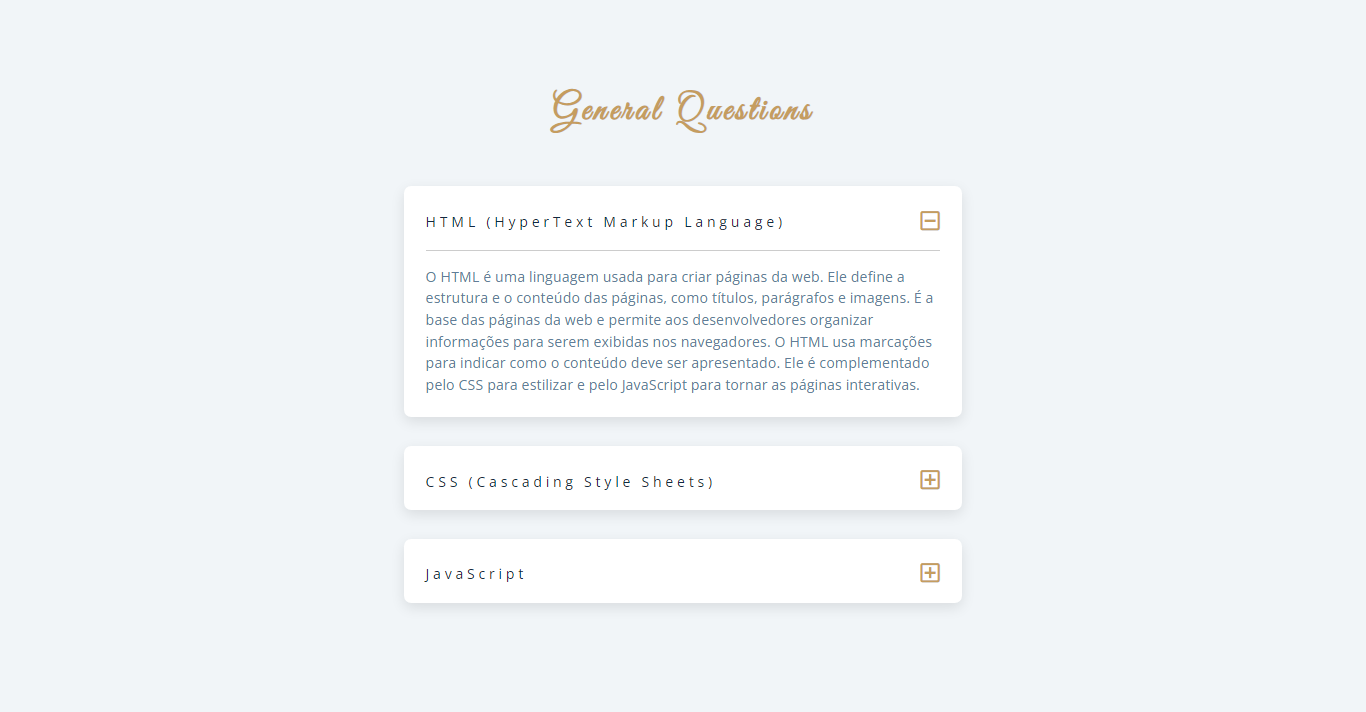 General Questions
HTML (HyperText Markup Language)
O HTML é uma linguagem usada para criar páginas da web. Ele define a
estrutura e o conteúdo das páginas, como títulos, parágrafos e imagens. É a
base das páginas da web e permite aos desenvolvedores organizar
informações para serem exibidas nos navegadores. O HTML usa marcações
para indicar como o conteúdo deve ser apresentado. Ele é complementado
pelo CSS para estilizar e pelo JavaScript para tornar as páginas interativas.
CSS (Cascading Style Sheets)
JavaScript